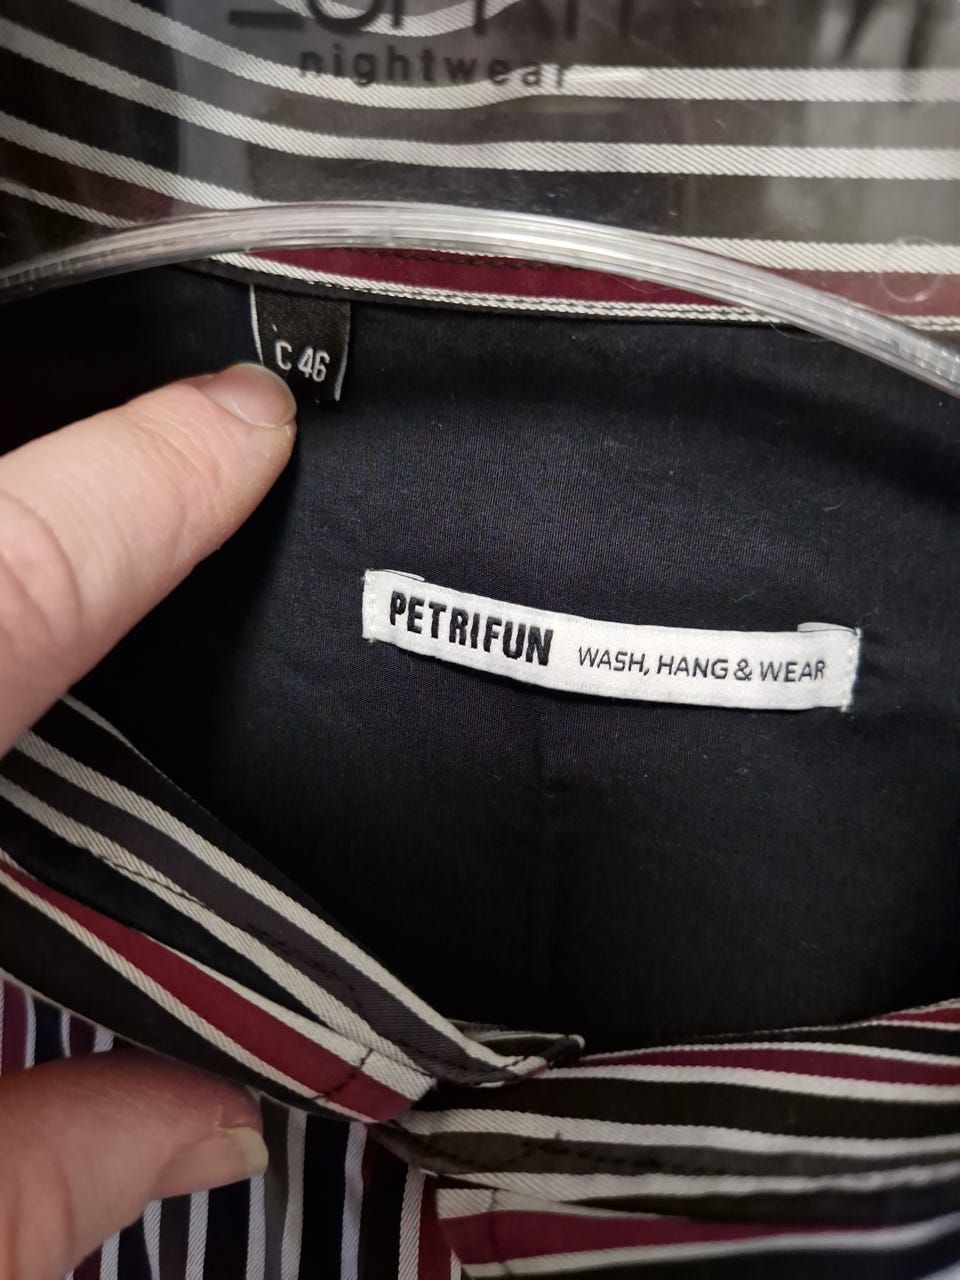 nightwear
C 46
PETRIFUN WASH, HANG & WEAR